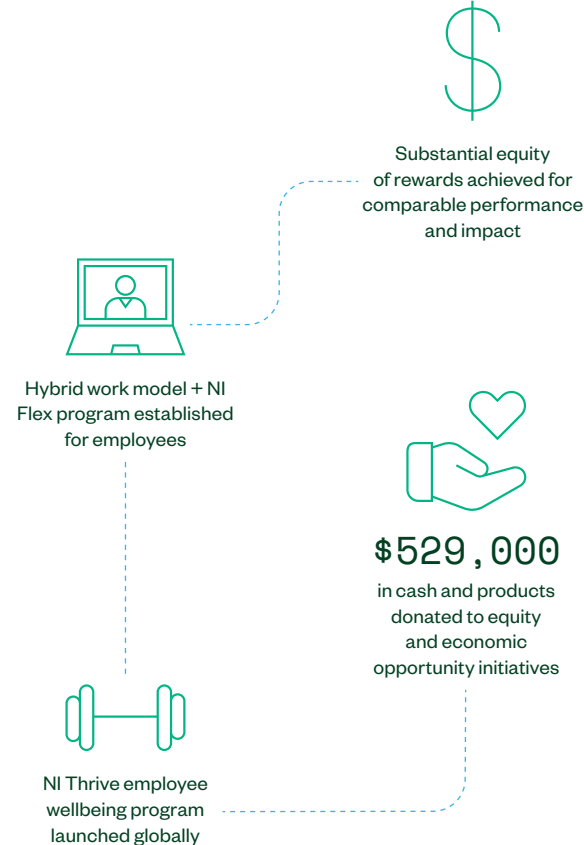 Substantial equity
of rewards achieved for
comparable performance
and impact
Hybrid work model + NI
Flex program established
for employees
NI Thrive employee
wellbeing program
launched globally
$529,000
in cash and products
donated to equity
and economic
opportunity initiatives